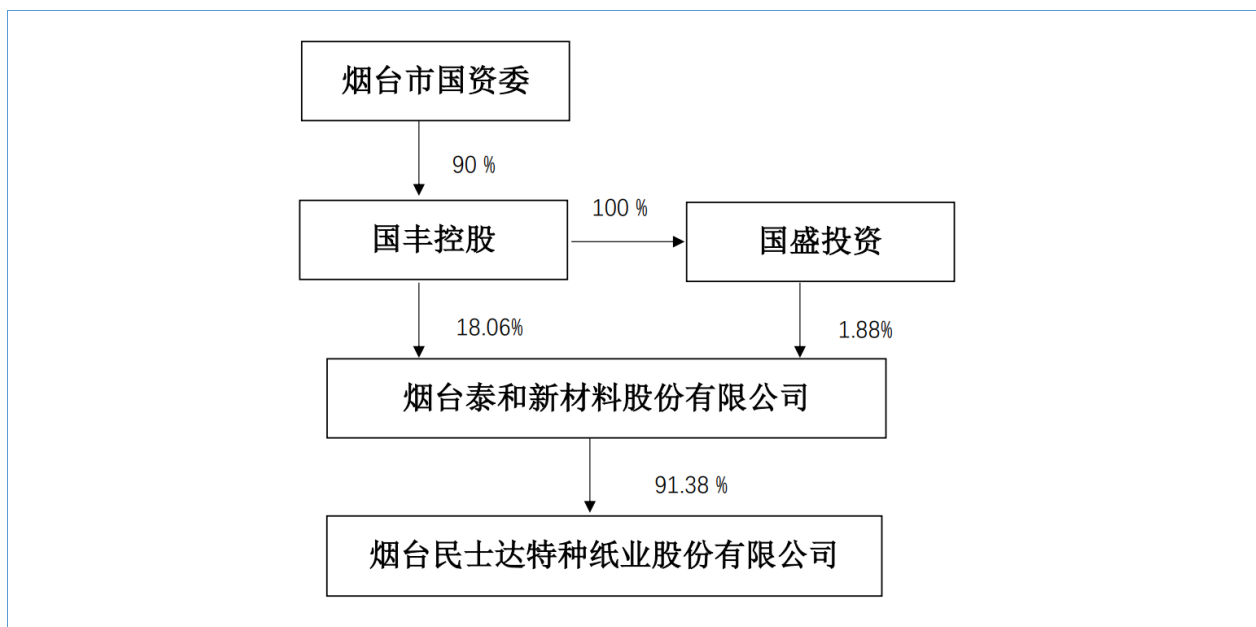 烟台市国资委
90 %
国丰控股
100 %
国盛投资
18.06%
1.88%
烟台泰和新材料股份有限公司
91.38 %
烟台民士达特种纸业股份有限公司